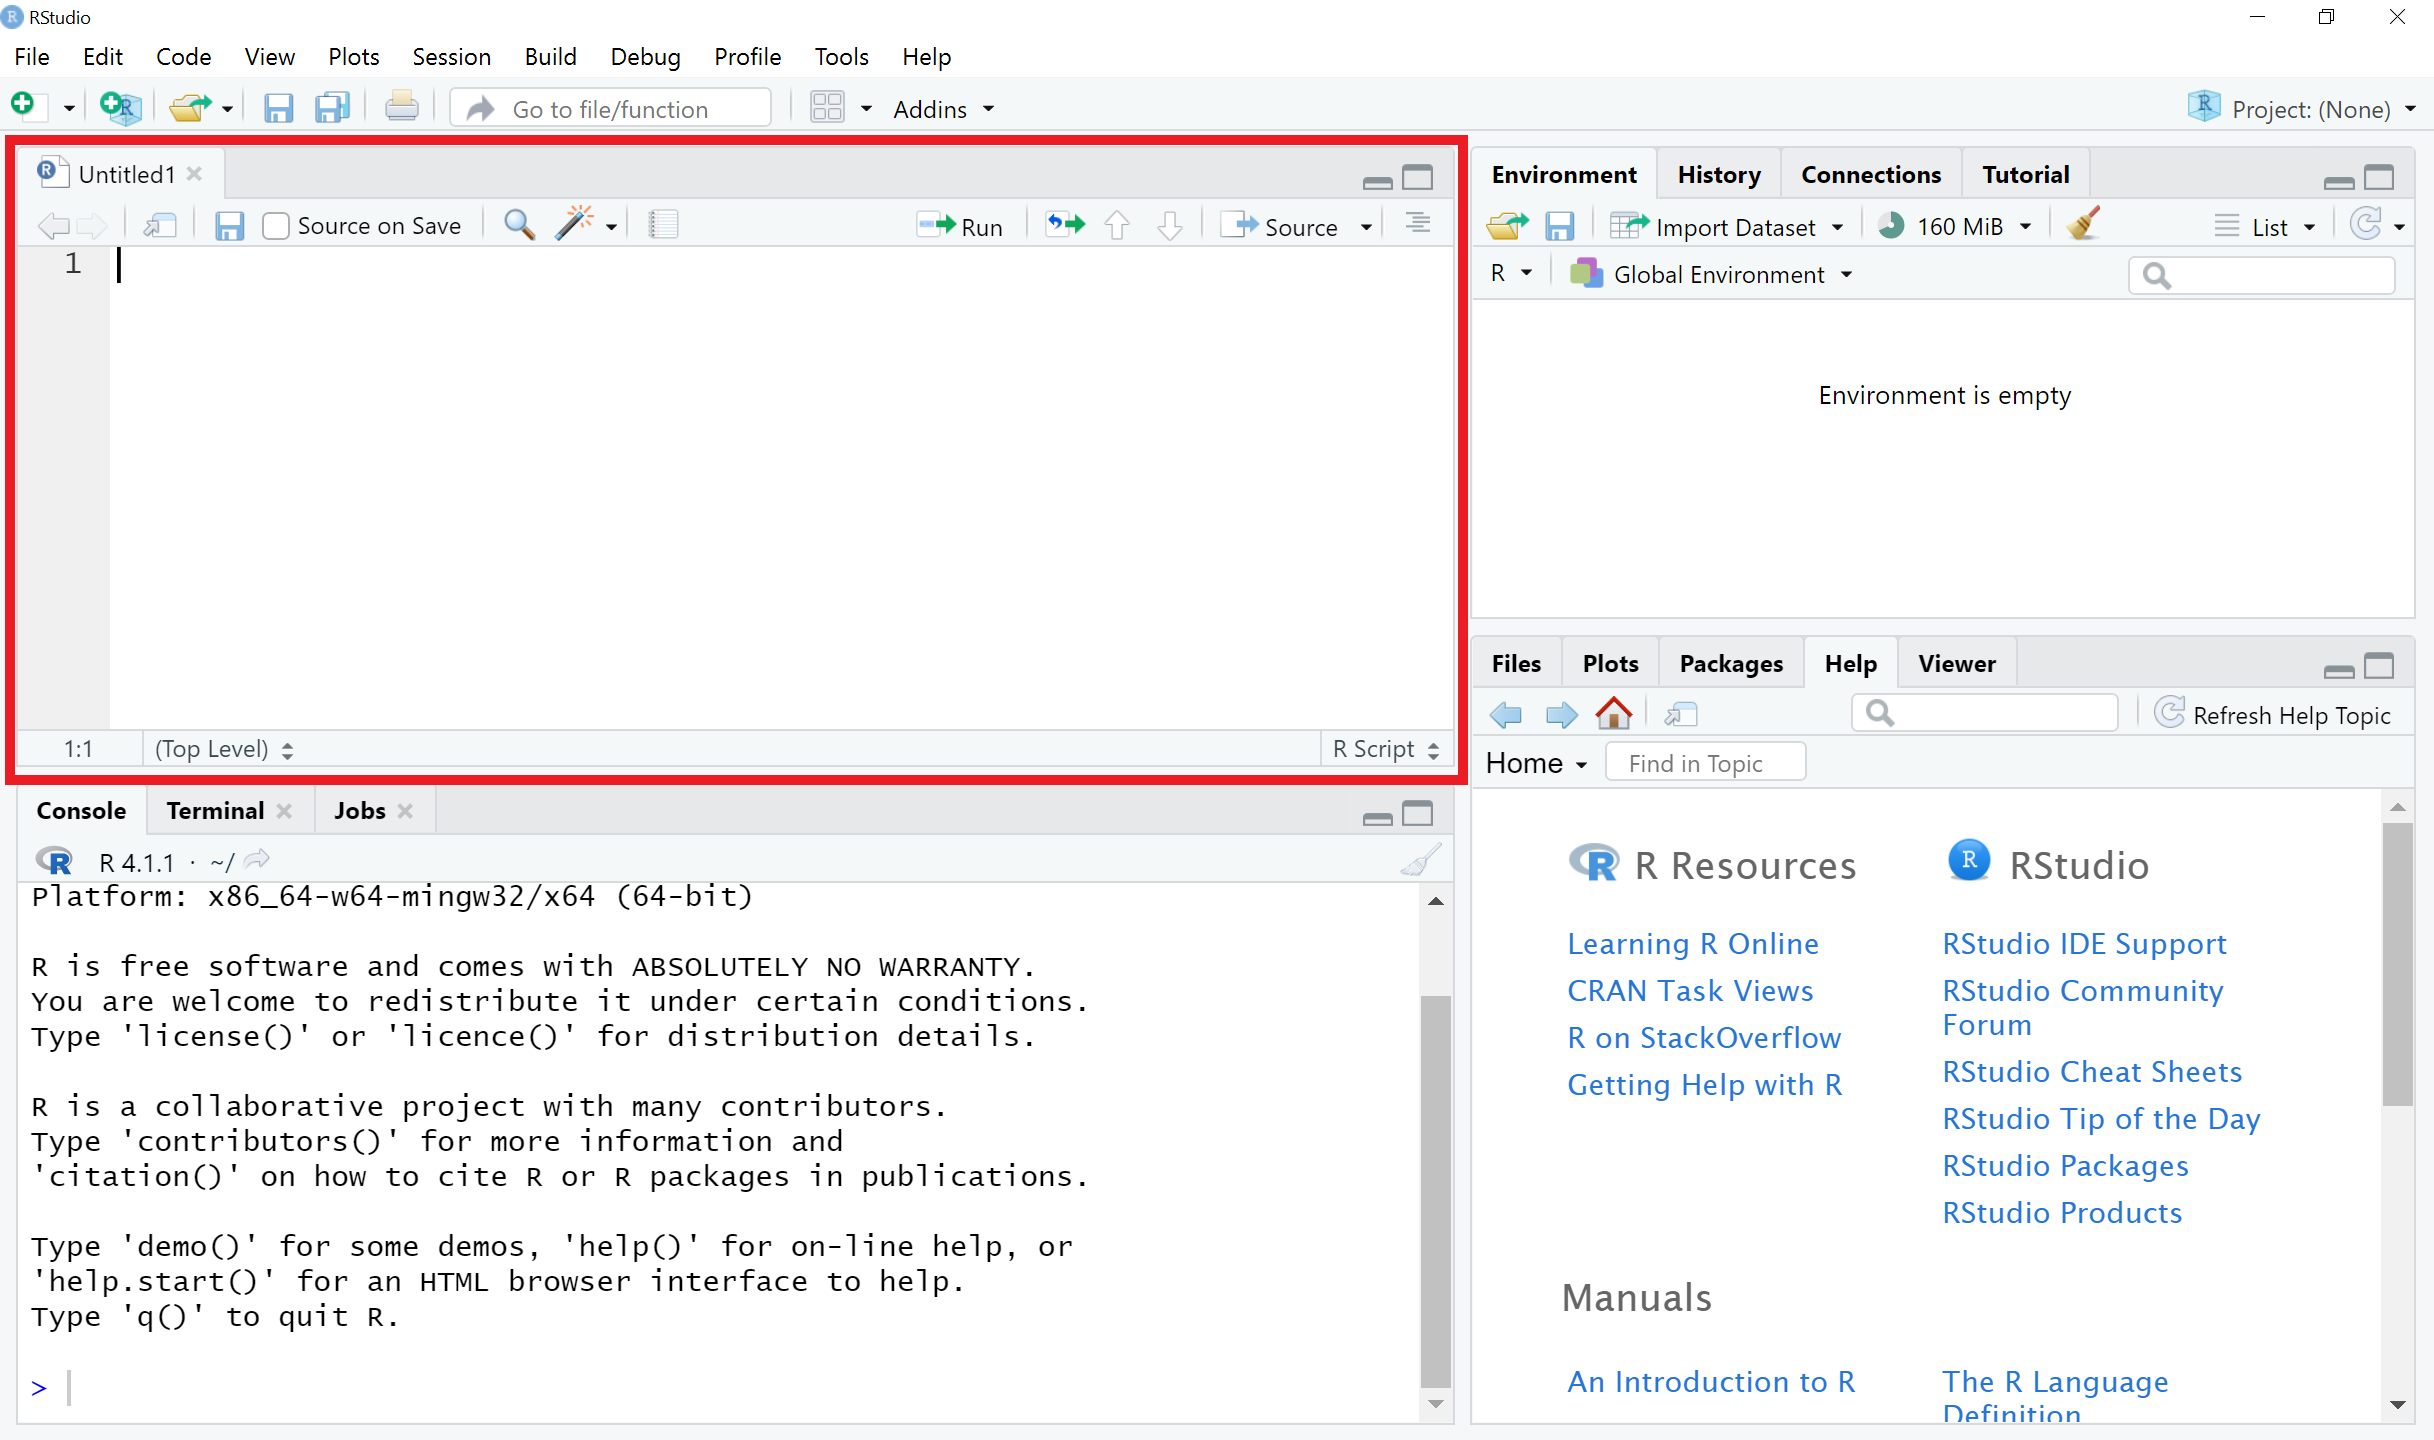 RStudio
File Edit Code View Plots Session Build Debug Profile Tools Help
Go to file/function Addins Project: (None)
Untitled1
Source on Save Run Source
1
1:1 (Top Level) R Script
Console Terminal Jobs
R 4.1.1 · ~/
Platform: x86_64-w64-mingw32/x64 (64-bit)
R is free software and comes with ABSOLUTELY NO WARRANTY.
You are welcome to redistribute it under certain conditions.
Type 'license()' or 'licence()' for distribution details.
R is a collaborative project with many contributors.
Type 'contributors()' for more information and
'citation()' on how to cite R or R packages in publications.
Type 'demo()' for some demos, 'help()' for on-line help, or
'help.start()' for an HTML browser interface to help.
Type 'q()' to quit R.
>
Environment History Connections Tutorial
Import Dataset 160 MiB List
R Global Environment
Environment is empty
Files Plots Packages Help Viewer
Refresh Help Topic
Home Find in Topic
R Resources
Learning R Online
CRAN Task Views
R on StackOverflow
Getting Help with R
RStudio
RStudio IDE Support
RStudio Community
Forum
RStudio Cheat Sheets
RStudio Tip of the Day
RStudio Packages
RStudio Products
Manuals
An Introduction to R
The R Language
Definition